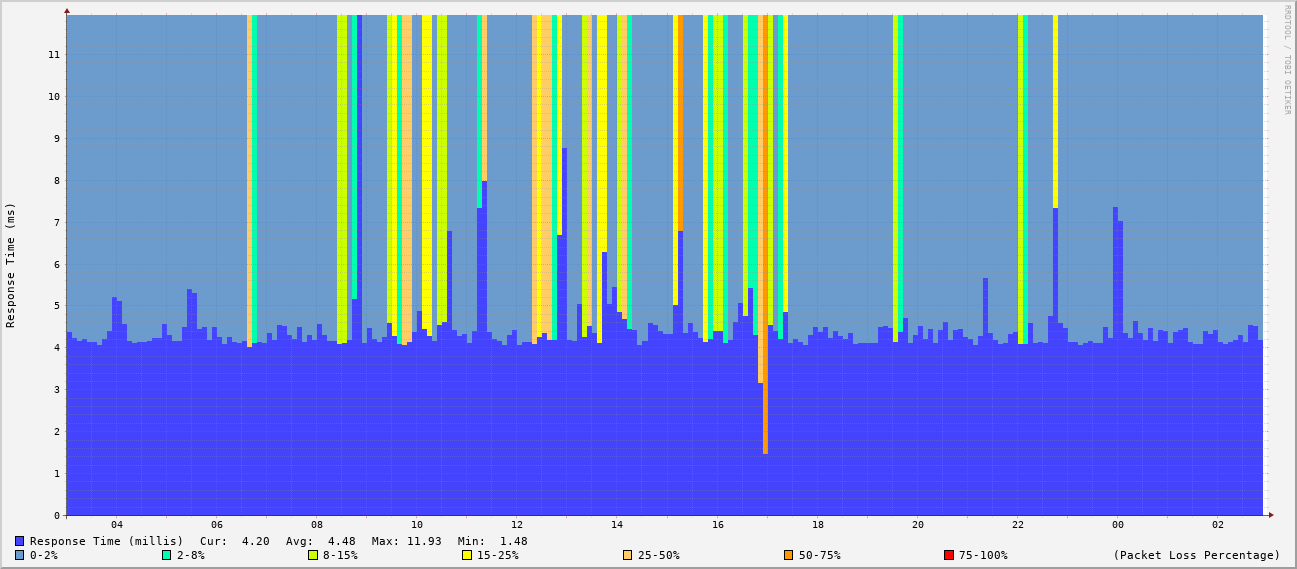 RRDTOOL / TOBI OETIKER
Response Time (ms)
11
10
9
8
7
6
5
4
3
2
1
0
04 06 08 10 12 14 16 18 20 22 00 02
Response Time (millis) Cur: 4.20 Avg: 4.48 Max: 11.93 Min: 1.48
0-2% 2-8% 8-15% 15-25% 25-50% 50-75% 75-100% (Packet Loss Percentage)